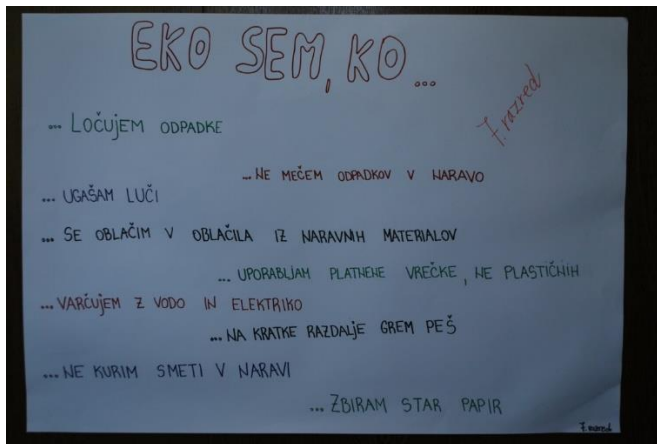 EKO SEM, KO...
7. razred
... LOČUJEM ODPADKE
... NE MEČEM ODPADKOV V NARAVO
... UGAŠAM LUČI
... SE OBLAČIM V OBLAČILA IZ NARAVNIH MATERIALOV
... UPORABLJAM PLATNENE VREČKE, NE PLASTIČNIH
... VARČUJEM Z VODO IN ELEKTRIKO
... NA KRATKE RAZDALJE GREM PEŠ
... NE KURIM SMETI V NARAVI
... ZBIRAM STAR PAPIR
7. razred